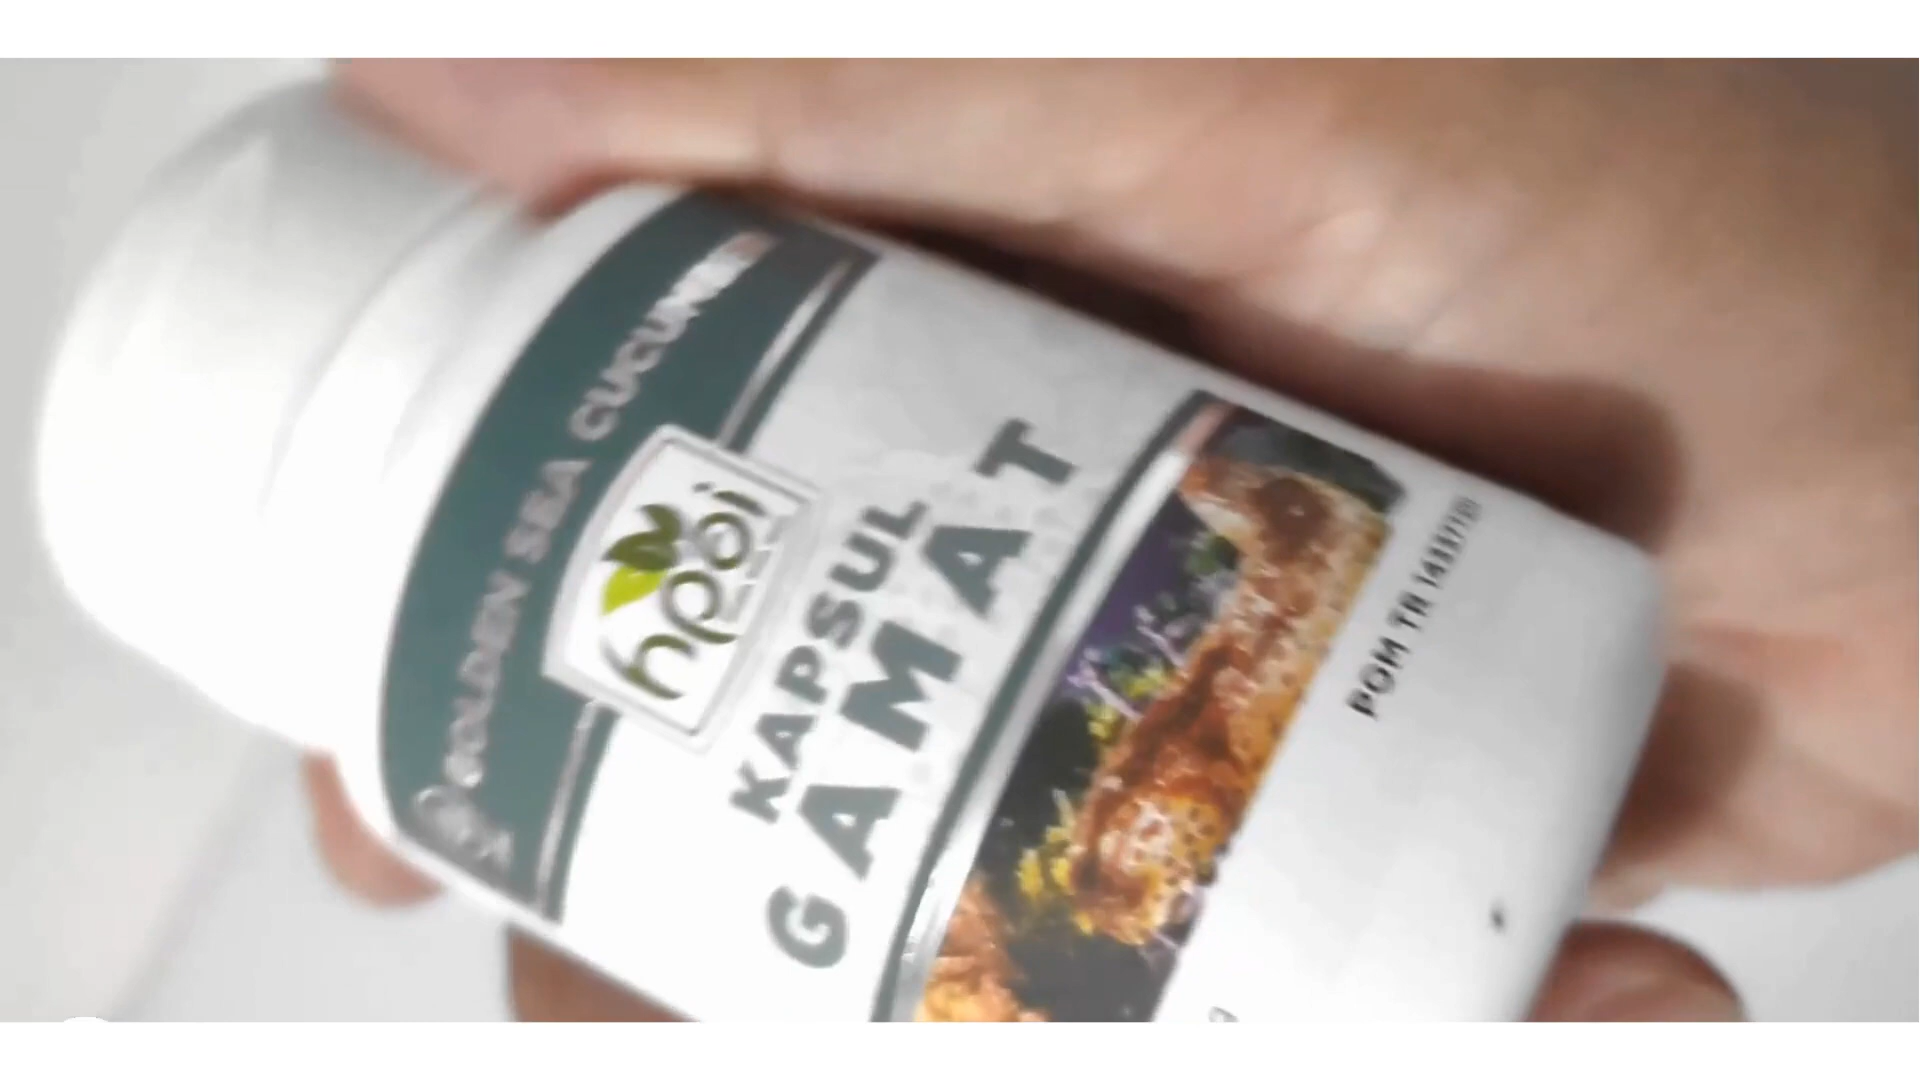 GOLDEN SEA CUCUMBER
hpai
KAPSUL
GAMAT
POM TR